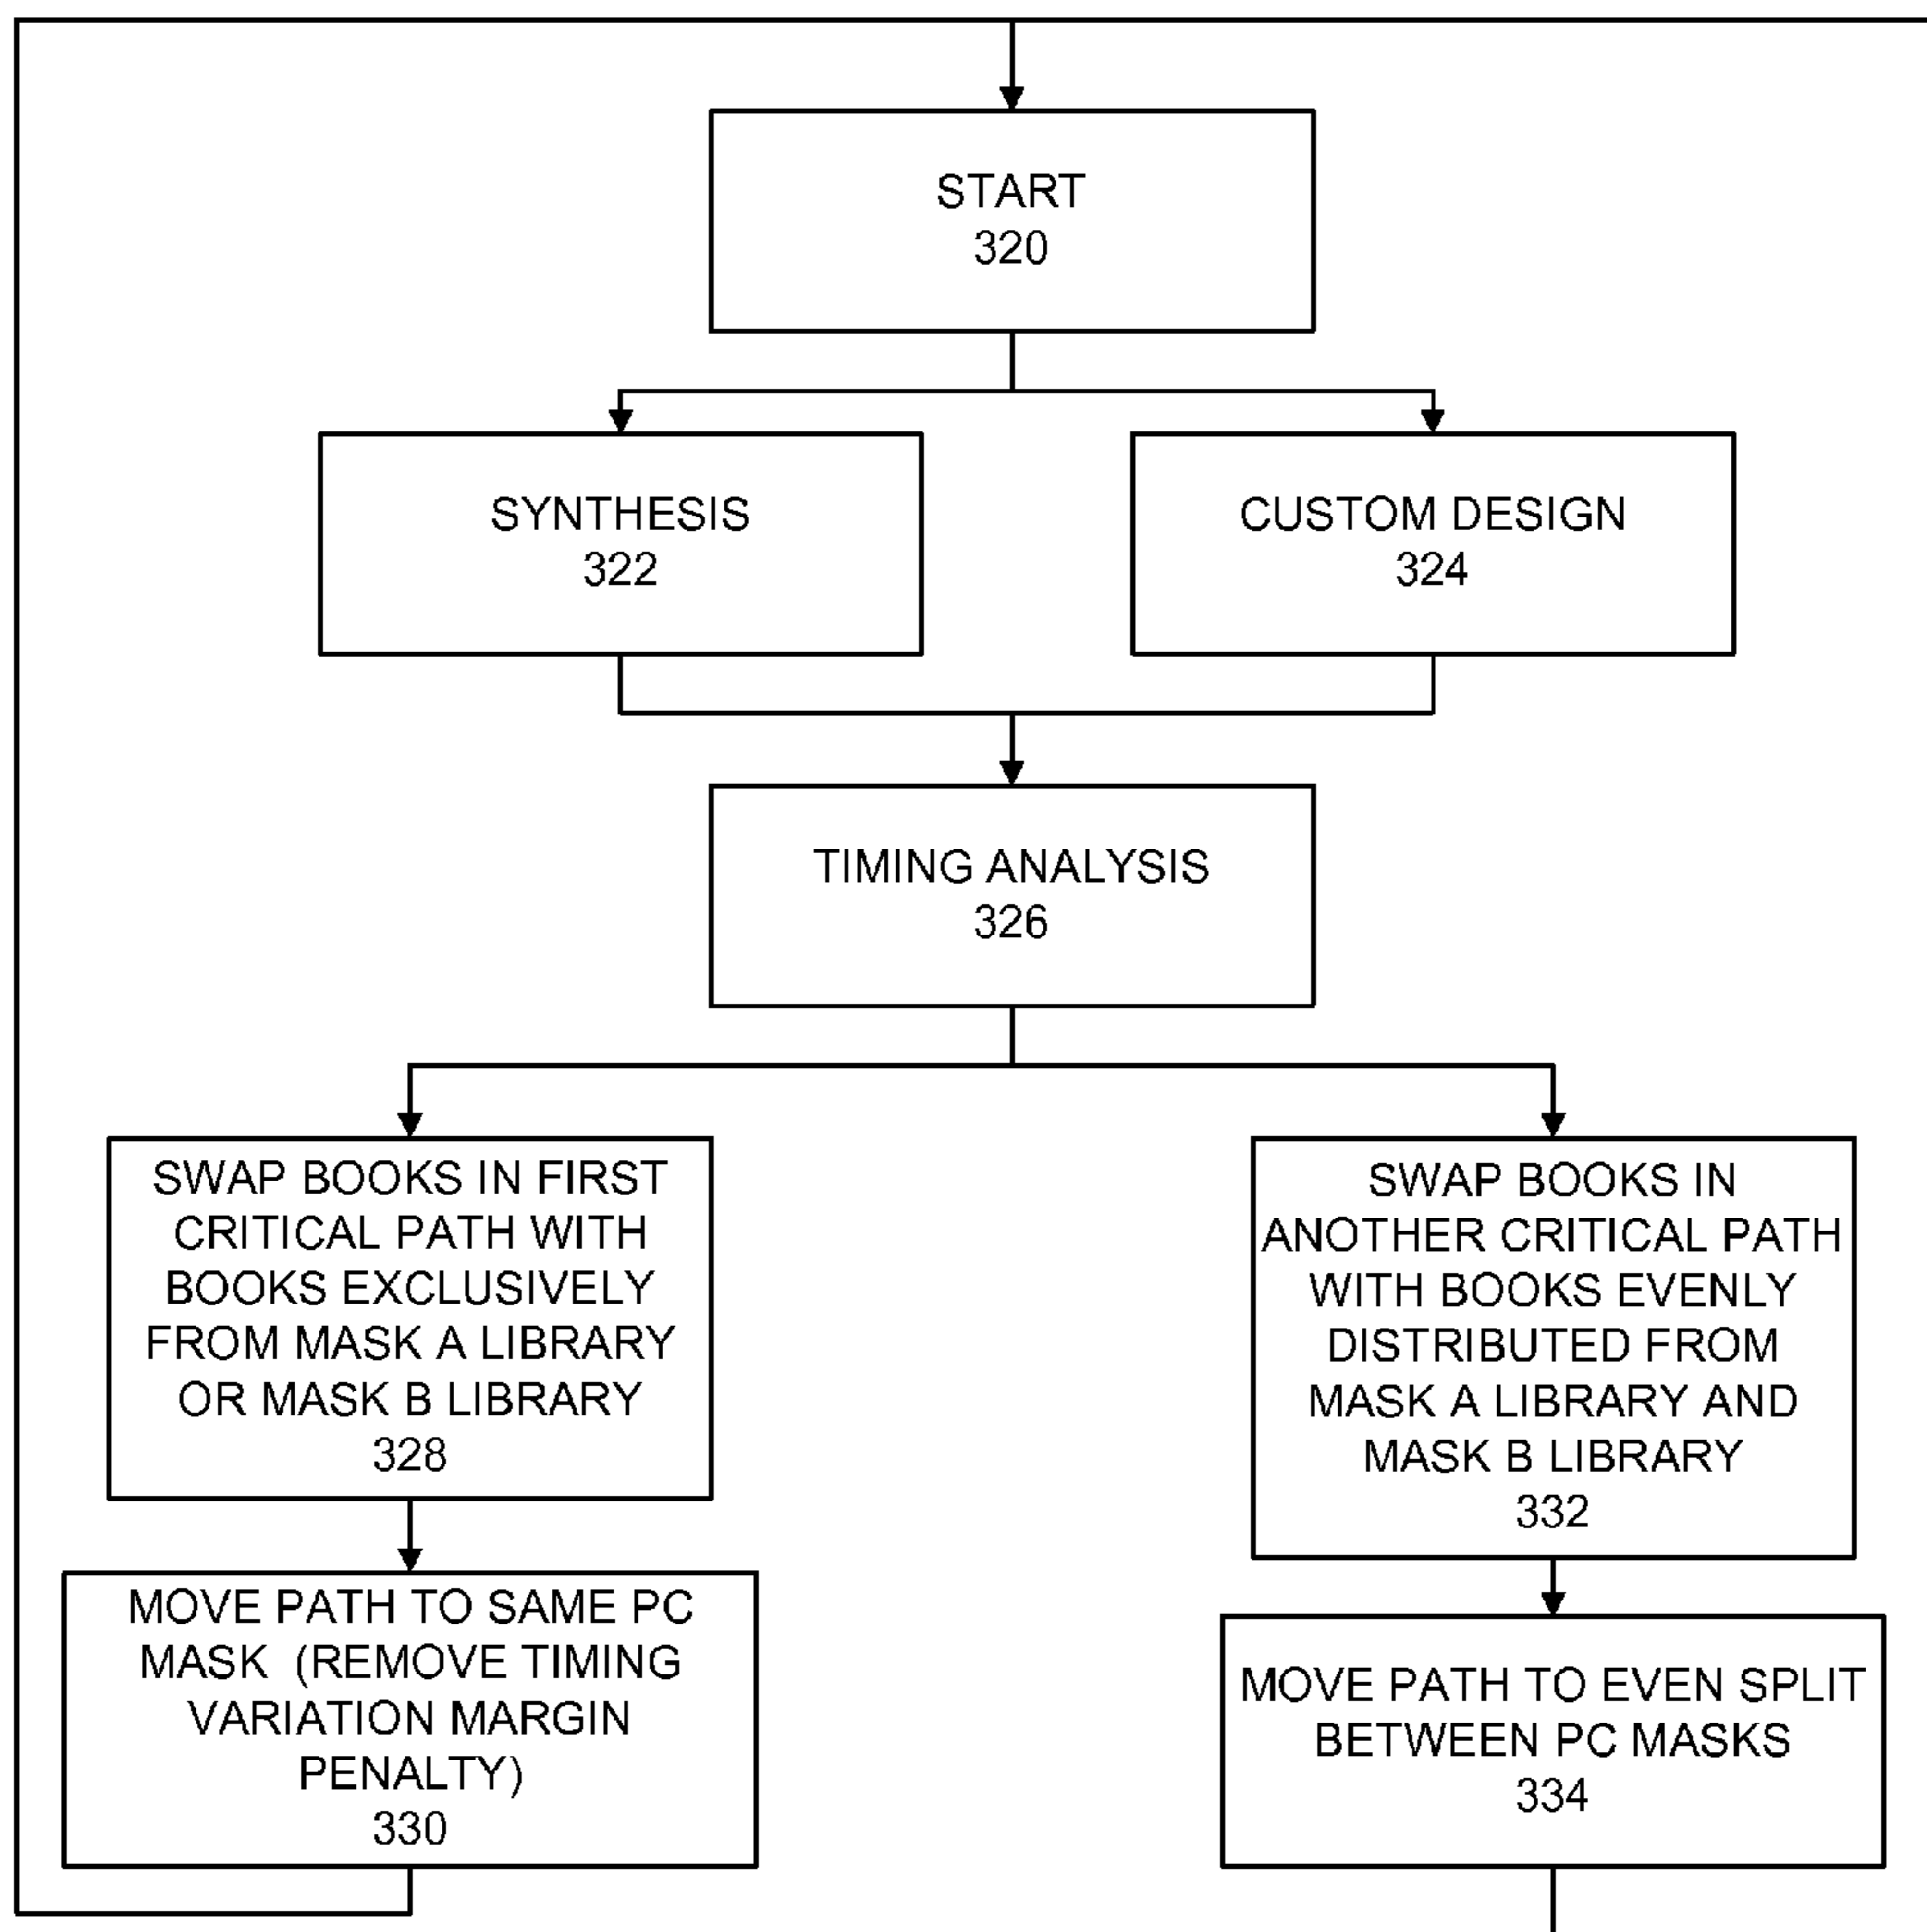 START
320
SYNTHESIS
322
CUSTOM DESIGN
324
TIMING ANALYSIS
326
SWAP BOOKS IN FIRST
CRITICAL PATH WITH
BOOKS EXCLUSIVELY
FROM MASK A LIBRARY
OR MASK B LIBRARY
328
SWAP BOOKS IN
ANOTHER CRITICAL PATH
WITH BOOKS EVENLY
DISTRIBUTED FROM
MASK A LIBRARY AND
MASK B LIBRARY
332
MOVE PATH TO SAME PC
MASK (REMOVE TIMING
VARIATION MARGIN
PENALTY)
330
MOVE PATH TO EVEN SPLIT
BETWEEN PC MASKS
334